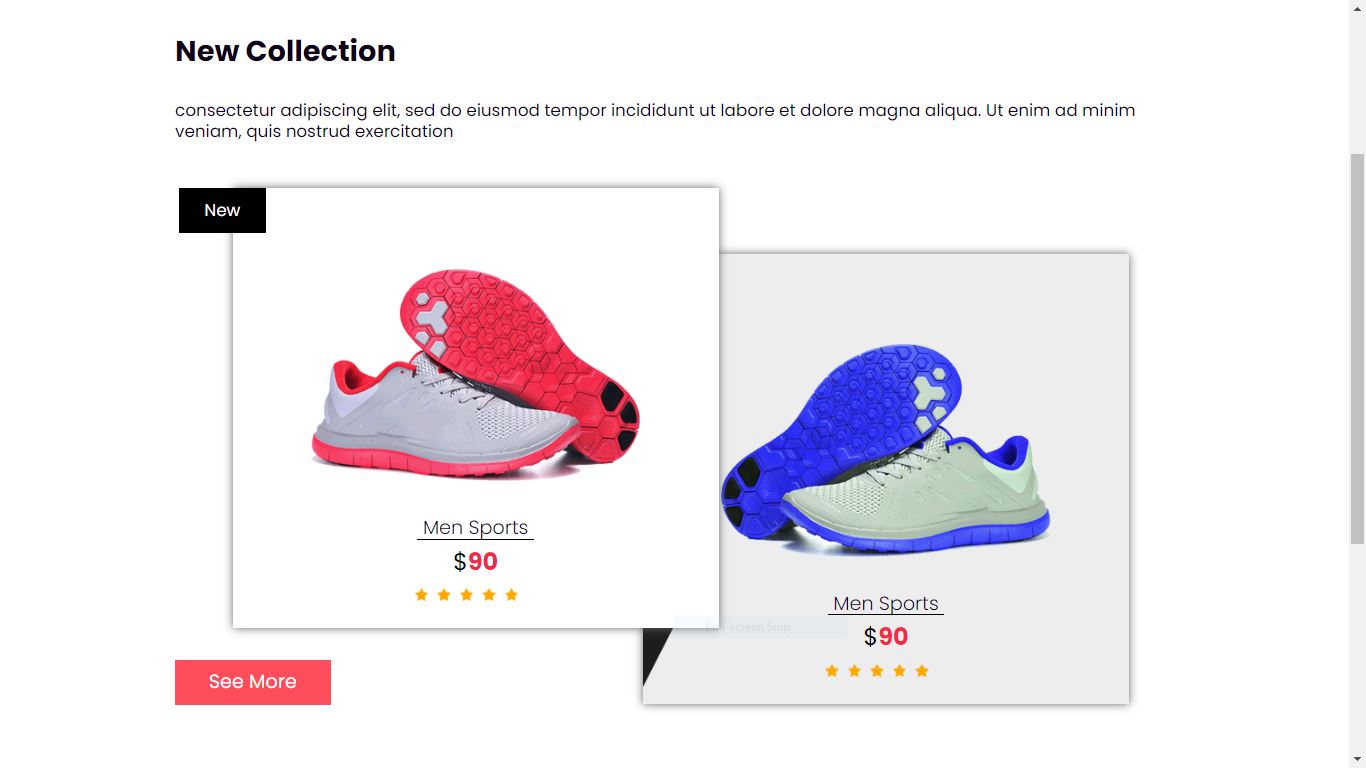 New Collection
consectetur adipiscing elit, sed do eiusmod tempor incididunt ut labore et dolore magna aliqua. Ut enim ad minim
veniam, quis nostrud exercitation
New
Men Sports
$90
Men Sports
$90
Full-screen Snip
See More